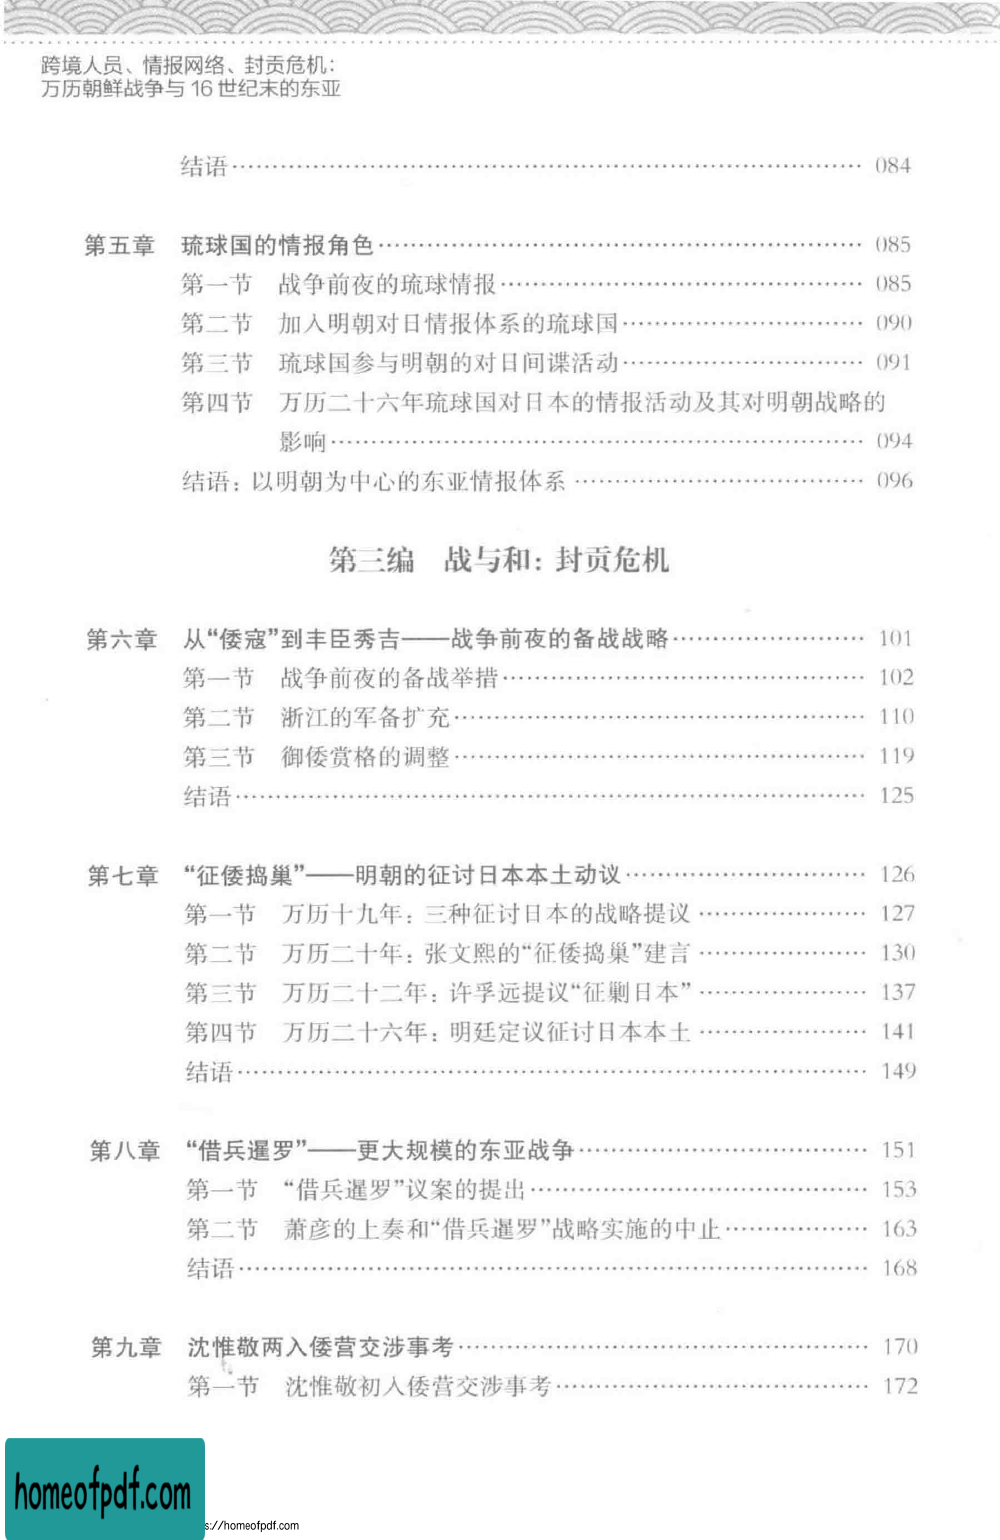 跨境人员、情报网络、封贡危机：
万历朝鲜战争与16世纪末的东亚
结语 084
第五章 琉球国的情报角色 085
第一节 战争前夜的琉球情报 085
第二节 加入明朝对日情报体系的琉球国 090
第三节 琉球国参与明朝的对日间谍活动 091
第四节 万历二十六年琉球国对日本的情报活动及其对明朝战略的
影响 094
结语：以明朝为中心的东亚情报体系 096
第三编 战与和：封贡危机
第六章 从“倭寇”到丰臣秀吉——战争前夜的备战战略 101
第一节 战争前夜的备战举措 102
第二节 浙江的军备扩充 110
第三节 御倭赏格的调整 119
结语 125
第七章 “征倭捣巢”——明朝的征讨日本本土动议 126
第一节 万历十九年：三种征讨日本的战略提议 127
第二节 万历二十年：张文熙的“征倭捣巢”建言 130
第三节 万历二十二年：许孚远提议“征剿日本” 137
第四节 万历二十六年：明廷定议征讨日本本土 141
结语 149
第八章 “借兵暹罗”——更大规模的东亚战争 151
第一节 “借兵暹罗”议案的提出 153
第二节 萧彦的上奏和“借兵暹罗”战略实施的中止 163
结语 168
第九章 沈惟敬两入倭营交涉事考 170
第一节 沈惟敬初入倭营交涉事考 172
homeofpdf.com
s://homeofpdf.com